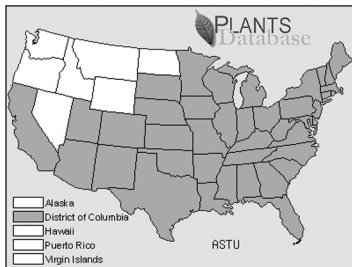 PLANTS
Database
Alaska
District of Columbia
Hawaii
Puerto Rico
Virgin Islands
ASTU